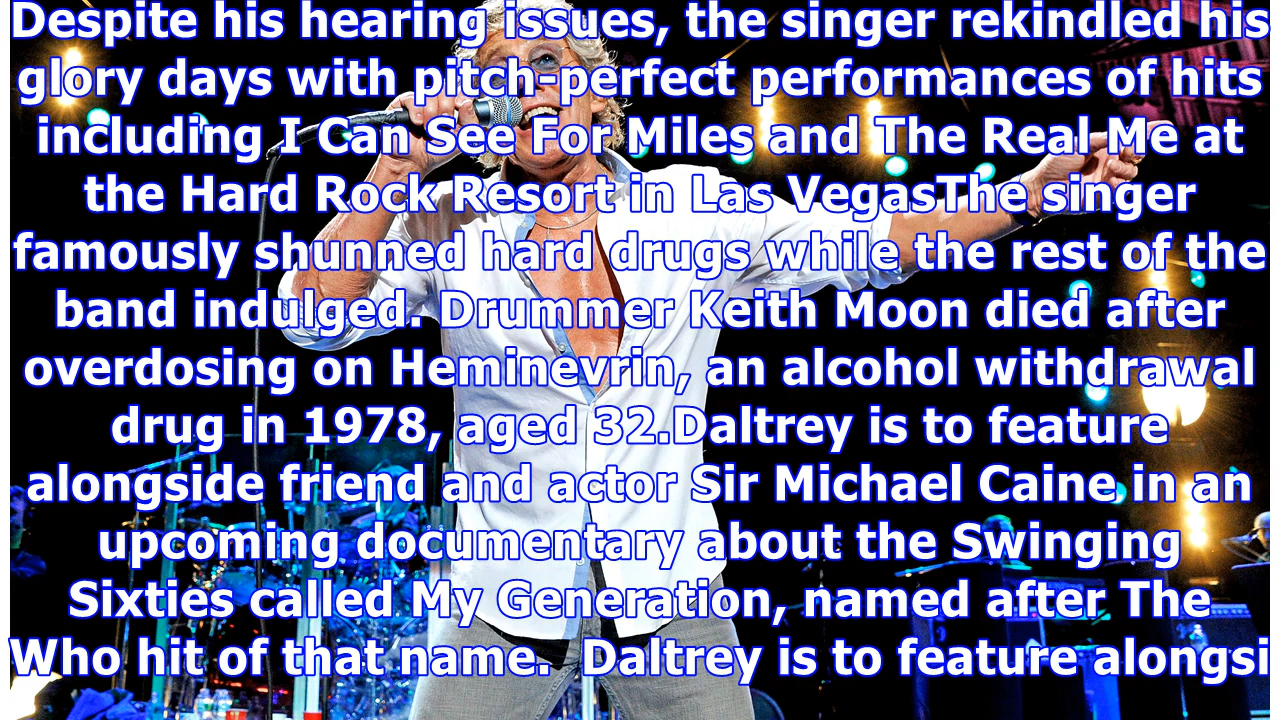 Despite his hearing issues, the singer rekindled his
glory days with pitch-perfect performances of hits
including I Can See For Miles and The Real Me at
the Hard Rock Resort in Las VegasThe singer
famously shunned hard drugs while the rest of the
band indulged. Drummer Keith Moon died after
overdosing on Heminevrin, an alcohol withdrawal
drug in 1978, aged 32.Daltrey is to feature
alongside friend and actor Sir Michael Caine in an
upcoming documentary about the Swinging
Sixties called My Generation, named after The
Who hit of that name.  Daltrey is to feature alongsi